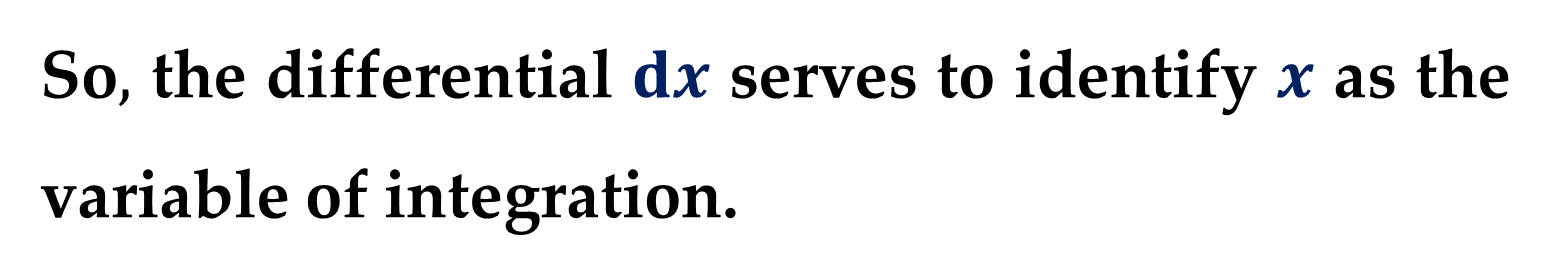 So, the differential dx serves to identify x as the
variable of integration.